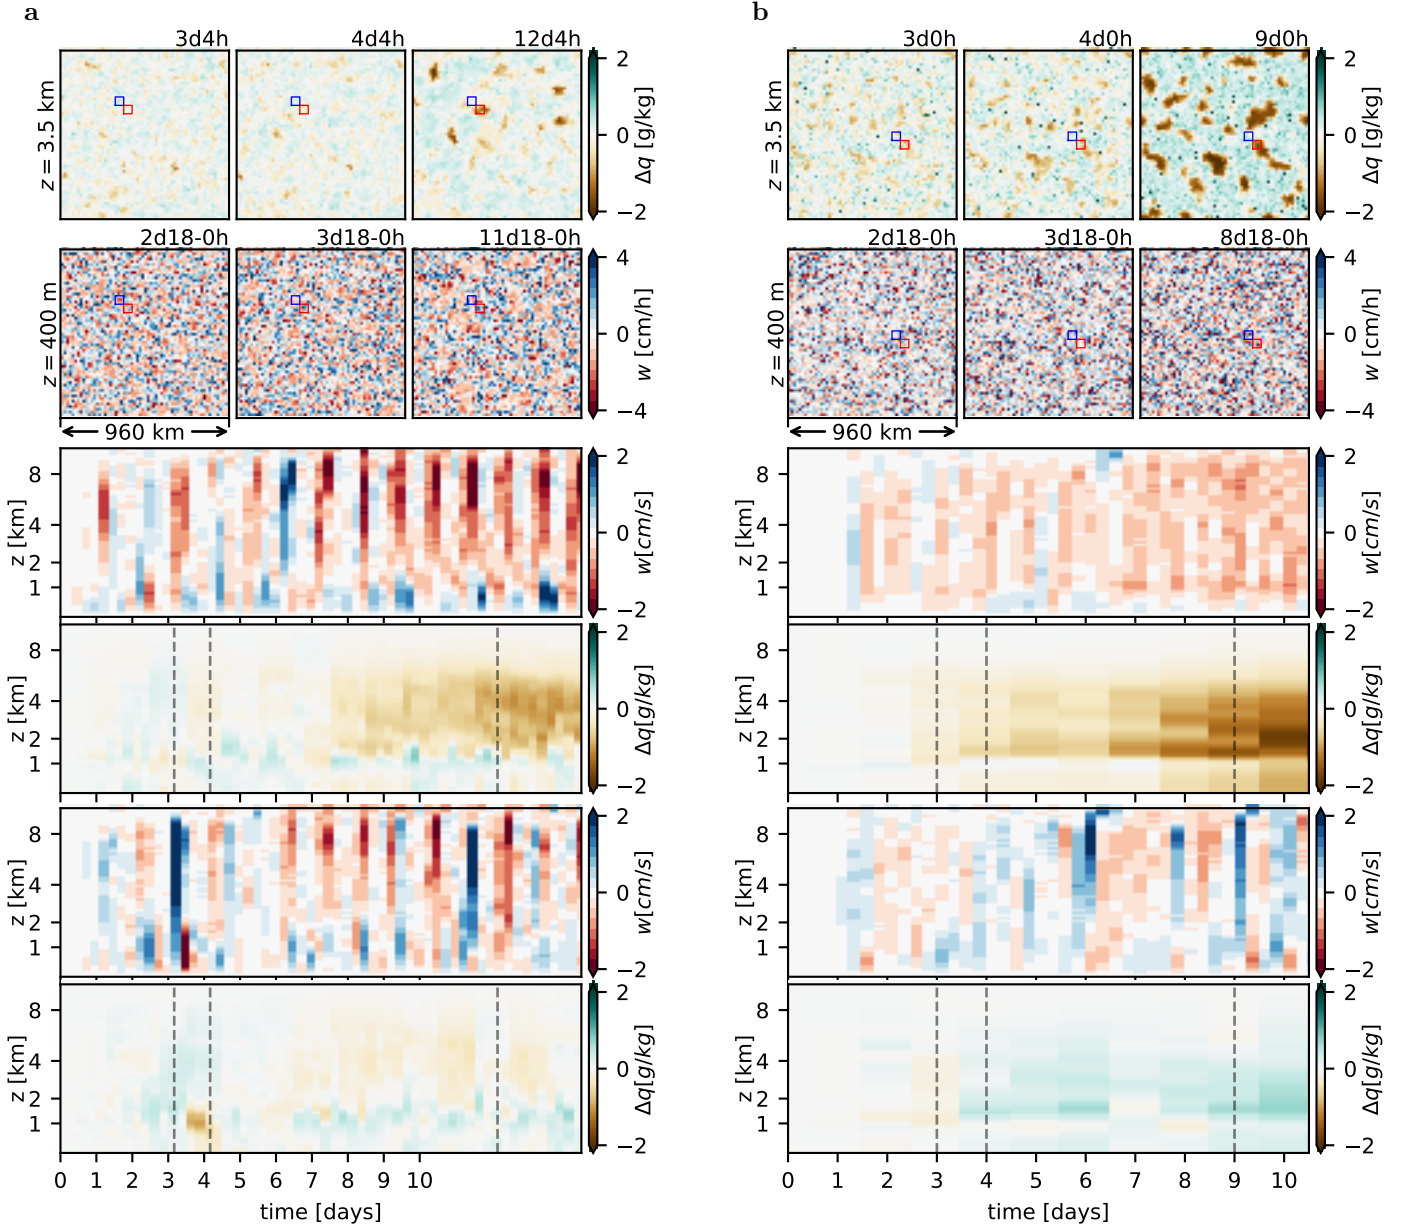 a
b
3d4h 4d4h 12d4h
z = 3.5 km
2
0
−2
Δq [g/kg]
2d18-0h 3d18-0h 11d18-0h
z = 400 m
4
0
−4
w [cm/h]
960 km
8
4
2
1
z [km]
2
0
−2
w[cm/s]
8
4
2
1
z [km]
2
0
−2
Δq[g/kg]
8
4
2
1
z [km]
2
0
−2
w[cm/s]
8
4
2
1
z [km]
2
0
−2
Δq[g/kg]
0 1 2 3 4 5 6 7 8 9 10
time [days]
3d0h 4d0h 9d0h
z = 3.5 km
2
0
−2
Δq [g/kg]
2d18-0h 3d18-0h 8d18-0h
z = 400 m
4
0
−4
w [cm/h]
960 km
8
4
2
1
z [km]
2
0
−2
w[cm/s]
8
4
2
1
z [km]
2
0
−2
Δq[g/kg]
8
4
2
1
z [km]
2
0
−2
w[cm/s]
8
4
2
1
z [km]
2
0
−2
Δq[g/kg]
0 1 2 3 4 5 6 7 8 9 10
time [days]